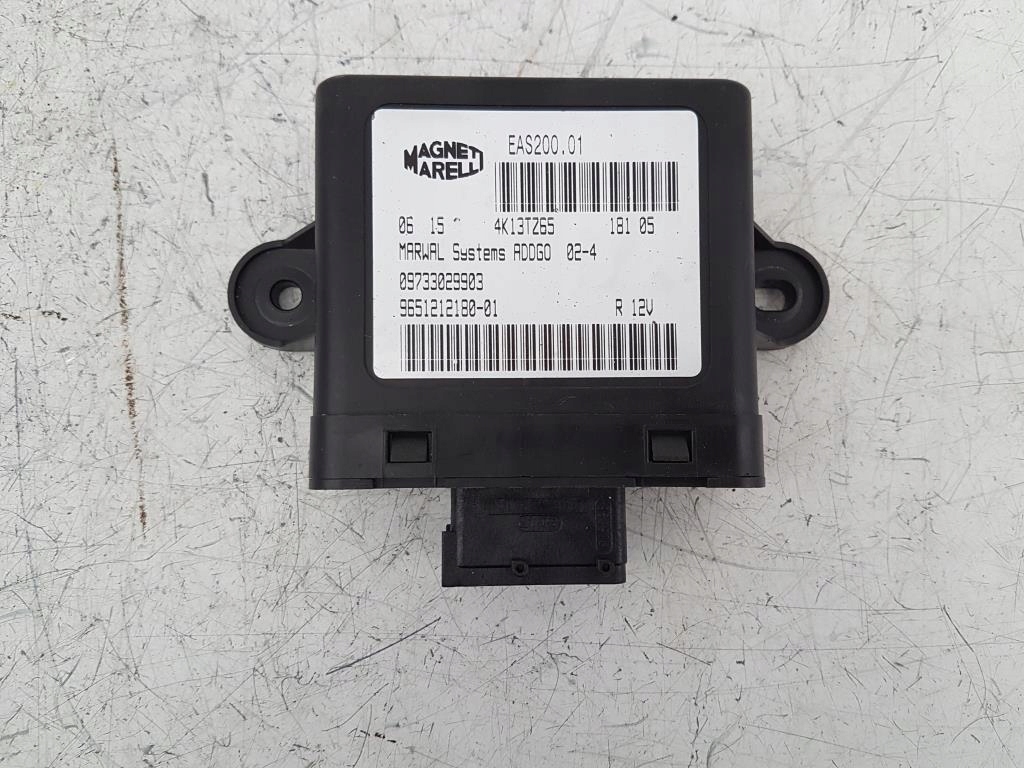 MAGNETI
MARELLI
EAS200.01
06 15 4K13TZ65 181 05
MARWAL Systems ADDGO 02-4
09733029903
9651212180-01 R 12V